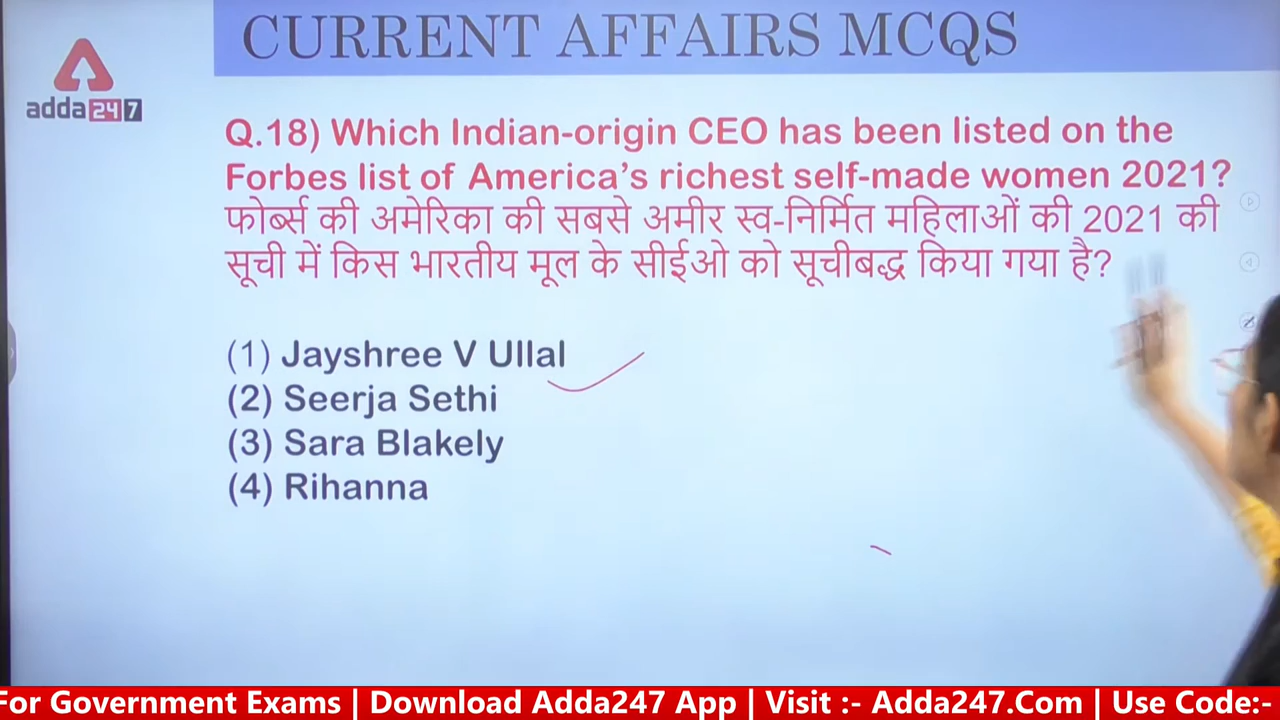 CURRENT AFFAIRS MCQS
adda247
Q.18) Which Indian-origin CEO has been listed on the
Forbes list of America's richest self-made women 2021?
फोर्ब्स की अमेरिका की सबसे अमीर स्व-निर्मित महिलाओं की 2021 की
सूची में किस भारतीय मूल के सीईओ को सूचीबद्ध किया गया है?
(1) Jayshree V Ullal
(2) Seerja Sethi
(3) Sara Blakely
(4) Rihanna
For Government Exams | Download Adda247 App | Visit :- Adda247.Com | Use Code:-